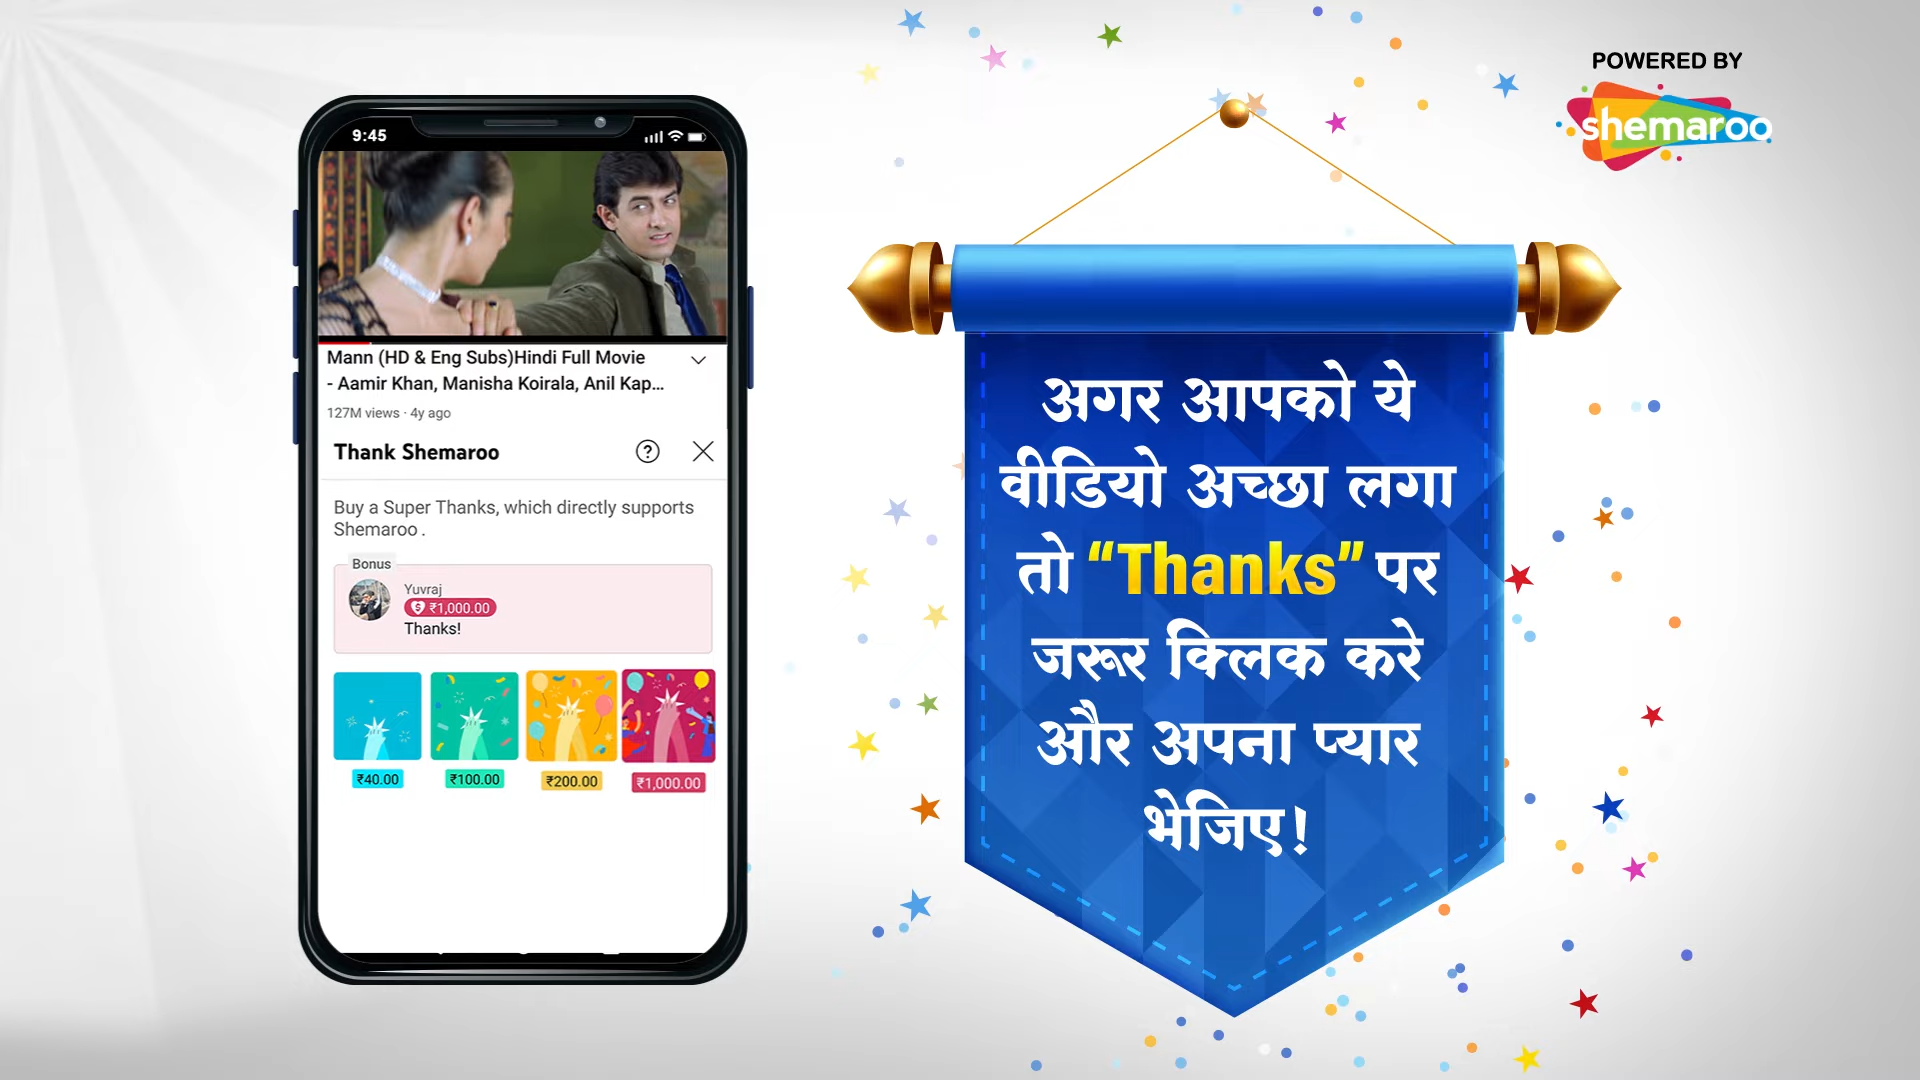 9:45
Mann (HD & Eng Subs)Hindi Full Movie
- Aamir Khan, Manisha Koirala, Anil Kap...
127M views · 4y ago
Thank Shemaroo
Buy a Super Thanks, which directly supports
Shemaroo .
Bonus
Yuvraj
₹1,000.00
Thanks!
₹40.00
₹100.00
₹200.00
₹1,000.00
POWERED BY
shemaroo
अगर आपको ये
वीडियो अच्छा लगा
तो “Thanks” पर
जरूर क्लिक करे
और अपना प्यार
भेजिए!